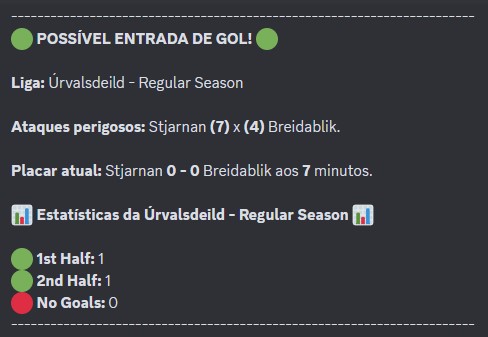 POSSÍVEL ENTRADA DE GOL!
Liga: Úrvalsdeild - Regular Season
Ataques perigosos: Stjarnan (7) x (4) Breidablik.
Placar atual: Stjarnan 0 - 0 Breidablik aos 7 minutos.
Estatísticas da Úrvalsdeild - Regular Season
1st Half: 1
2nd Half: 1
No Goals: 0